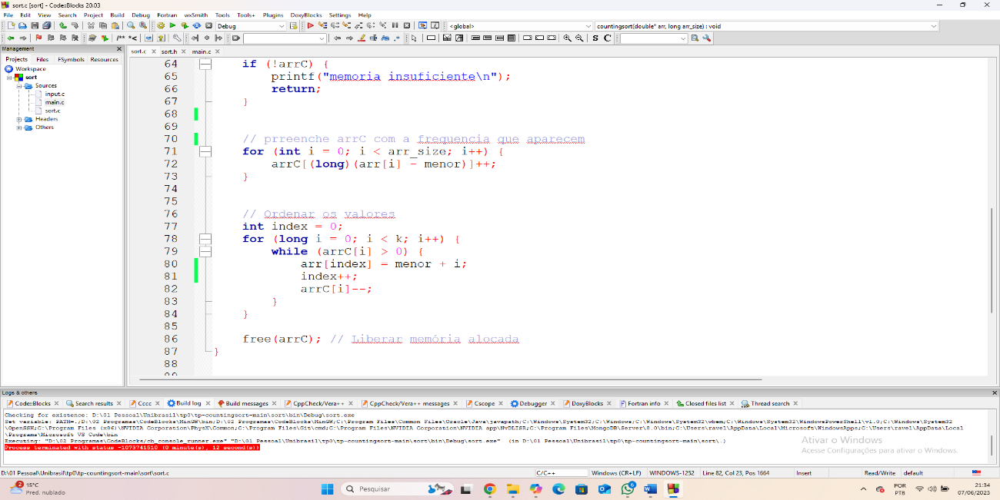 sort.c [sort] - Code::Blocks 20.03
File Edit View Search Project Build Debug Fortran wxSmith Tools Tools+ Plugins DoxyBlocks Settings Help
Debug
<global>
countingsort(double* arr, long arr_size) : void
/** *<
S C
Management
Projects Files FSymbols Resources
Workspace
sort
Sources
input.c
main.c
sort.c
Headers
Others
sort.c sort.h main.c
64 if (!arrC) {
65 printf("memoria insuficiente\n");
66 return;
67 }
68
69
70 // prreenche arrC com a frequencia que aparecem
71 for (int i = 0; i < arr_size; i++) {
72 arrC[(long)(arr[i] - menor)]++;
73 }
74
75
76 // Ordenar os valores
77 int index = 0;
78 for (long i = 0; i < k; i++) {
79 while (arrC[i] > 0) {
80 arr[index] = menor + i;
81 index++;
82 arrC[i]--;
83 }
84 }
85
86 free(arrC); // Liberar memória alocada
87 }
88
Logs & others
Code::Blocks Search results Cccc Build log Build messages CppCheck/Vera++ CppCheck/Vera++ messages Cscope Debugger DoxyBlocks Fortran info Closed files list Thread search
Checking for existence: D:\01 Pessoal\Unibrasil\tp0\tp-countingsort-main\sort\bin\Debug\sort.exe
Set variable: PATH=.;D:\02 Programas\CodeBlocks\MinGW\bin;D:\02 Programas\CodeBlocks\MinGW;C:\Program Files\Common Files\Oracle\Java\javapath;C:\Windows\System32;C:\Windows;C:\Windows\System32\wbem;C:\Windows\System32\WindowsPowerShell\v1.0;C:\Windows\System32
\OpenSSH;C:\Program Files (x86)\NVIDIA Corporation\PhysX\Common;C:\Program Files\Git\cmd;C:\Program Files\NVIDIA Corporation\NVIDIA app\NvDLISR;C:\Program Files\MongoDB\Server\8.0\bin;C:\Users\ravel\AppData\Local\Microsoft\WindowsApps;C:\Users\ravel\AppData\Local
\Programs\Microsoft VS Code\bin
Executing: "D:\02 Programas\CodeBlocks/cb_console_runner.exe" "D:\01 Pessoal\Unibrasil\tp0\tp-countingsort-main\sort\bin\Debug\sort.exe" (in D:\01 Pessoal\Unibrasil\tp0\tp-countingsort-main\sort\.)
Process terminated with status -1073741510 (0 minute(s), 12 second(s))
Ativar o Windows
Acesse Configurações para ativar o Windows.
D:\01 Pessoal\Unibrasil\tp0\tp-countingsort-main\sort\sort.c C/C++ Windows (CR+LF) WINDOWS-1252 Line 82, Col 23, Pos 1664 Insert Read/Write default
2
15°C
Pred. nublado
Pesquisar
6
POR
PTB
21:34
07/06/2025